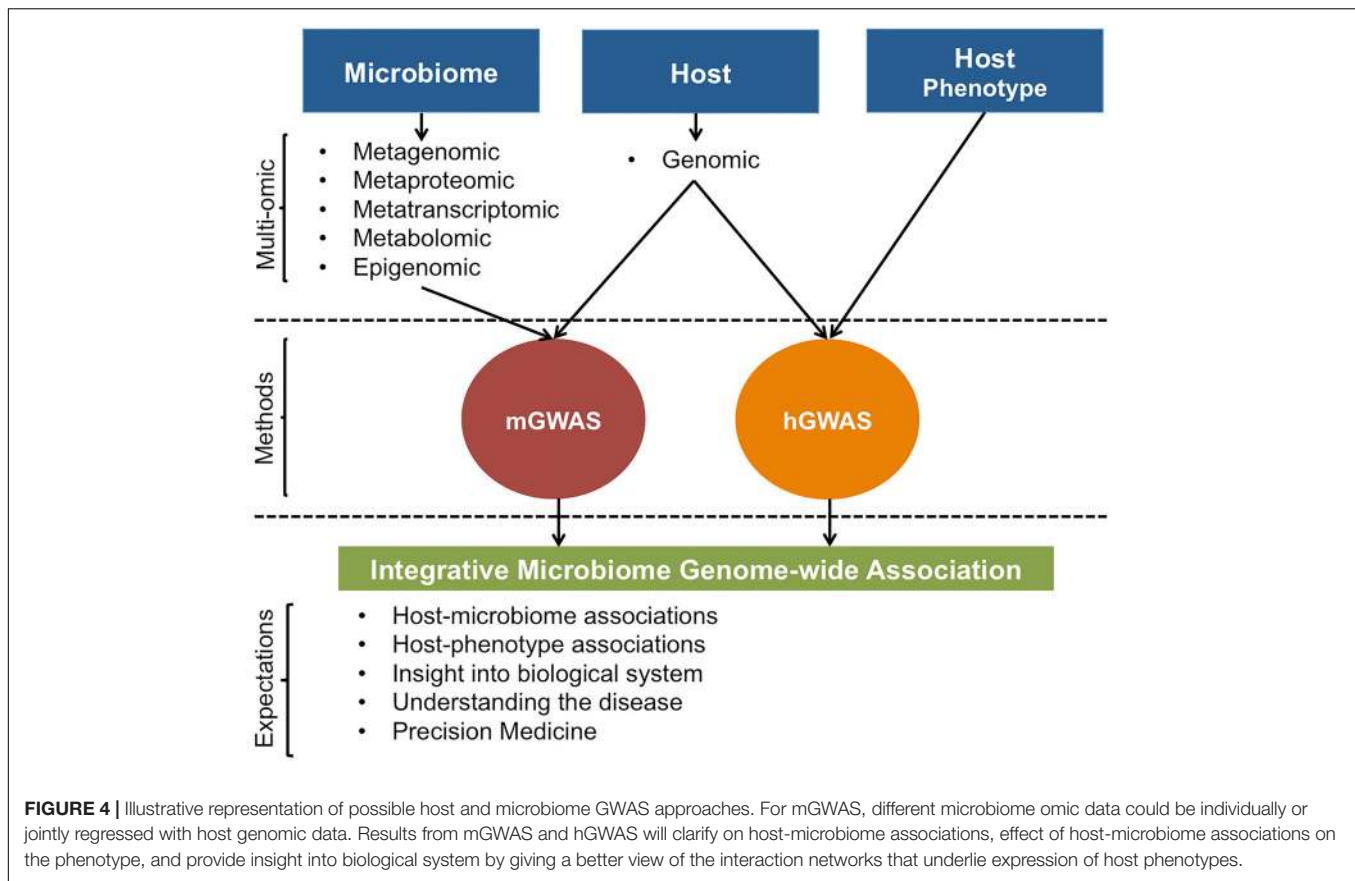 Microbiome
Host
Host
Phenotype
Multi-omic
• Metagenomic
• Metaproteomic
• Metatranscriptomic
• Metabolomic
• Epigenomic
• Genomic
Methods
mGWAS
hGWAS
Integrative Microbiome Genome-wide Association
Expectations
• Host-microbiome associations
• Host-phenotype associations
• Insight into biological system
• Understanding the disease
• Precision Medicine
FIGURE 4 | Illustrative representation of possible host and microbiome GWAS approaches. For mGWAS, different microbiome omic data could be individually or
jointly regressed with host genomic data. Results from mGWAS and hGWAS will clarify on host-microbiome associations, effect of host-microbiome associations on
the phenotype, and provide insight into biological system by giving a better view of the interaction networks that underlie expression of host phenotypes.